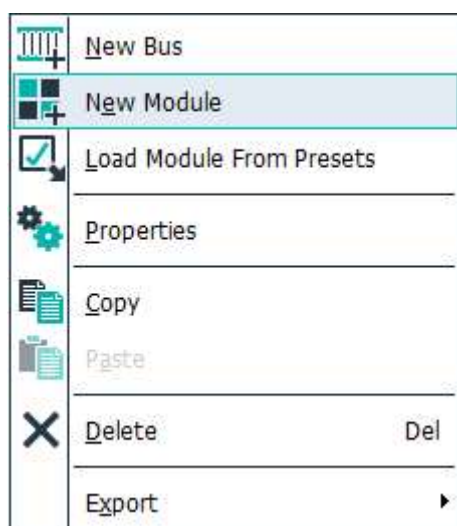 New Bus
New Module
Load Module From Presets
Properties
Copy
Paste
Delete Del
Export